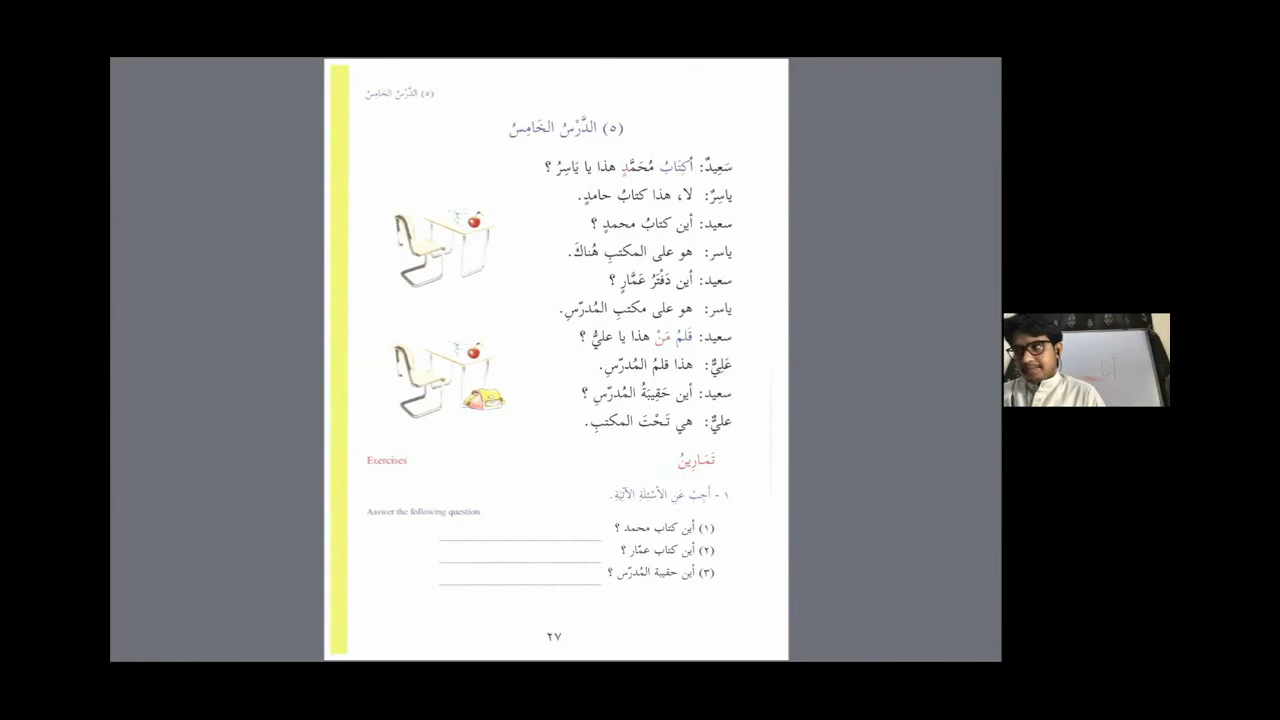 (٥) الدَّرْسُ الخَامِسُ
(٥) الدَّرْسُ الخَامِسُ
سَعِيدٌ: أَكِتَابُ مُحَمَّدٍ هذا يا يَاسِرُ ؟
ياسِرٌ: لا، هذا كتابُ حامدٍ.
سعيد: أين كتابُ محمدٍ ؟
ياسر: هو على المكتبِ هُناكَ.
سعيد: أين دَفْتَرُ عَمَّارٍ ؟
ياسر: هو على مكتبِ المُدرّسِ.
سعيد: قَلمُ مَنْ هذا يا عليُّ ؟
عَلِيٌّ: هذا قلمُ المُدرّسِ.
سعيد: أين حَقِيبَةُ المُدرّسِ ؟
عليٌّ: هي تَحْتَ المكتبِ.
تَمَارِينُ Exercises
١ - أَجِبْ عَنِ الأَسْئِلَةِ الآتِيَةِ.
Answer the following question.
(١) أين كتاب محمد ؟
(٢) أين كتاب عمّار ؟
(٣) أين حقيبة المُدرّس ؟
٢٧
أَنَا